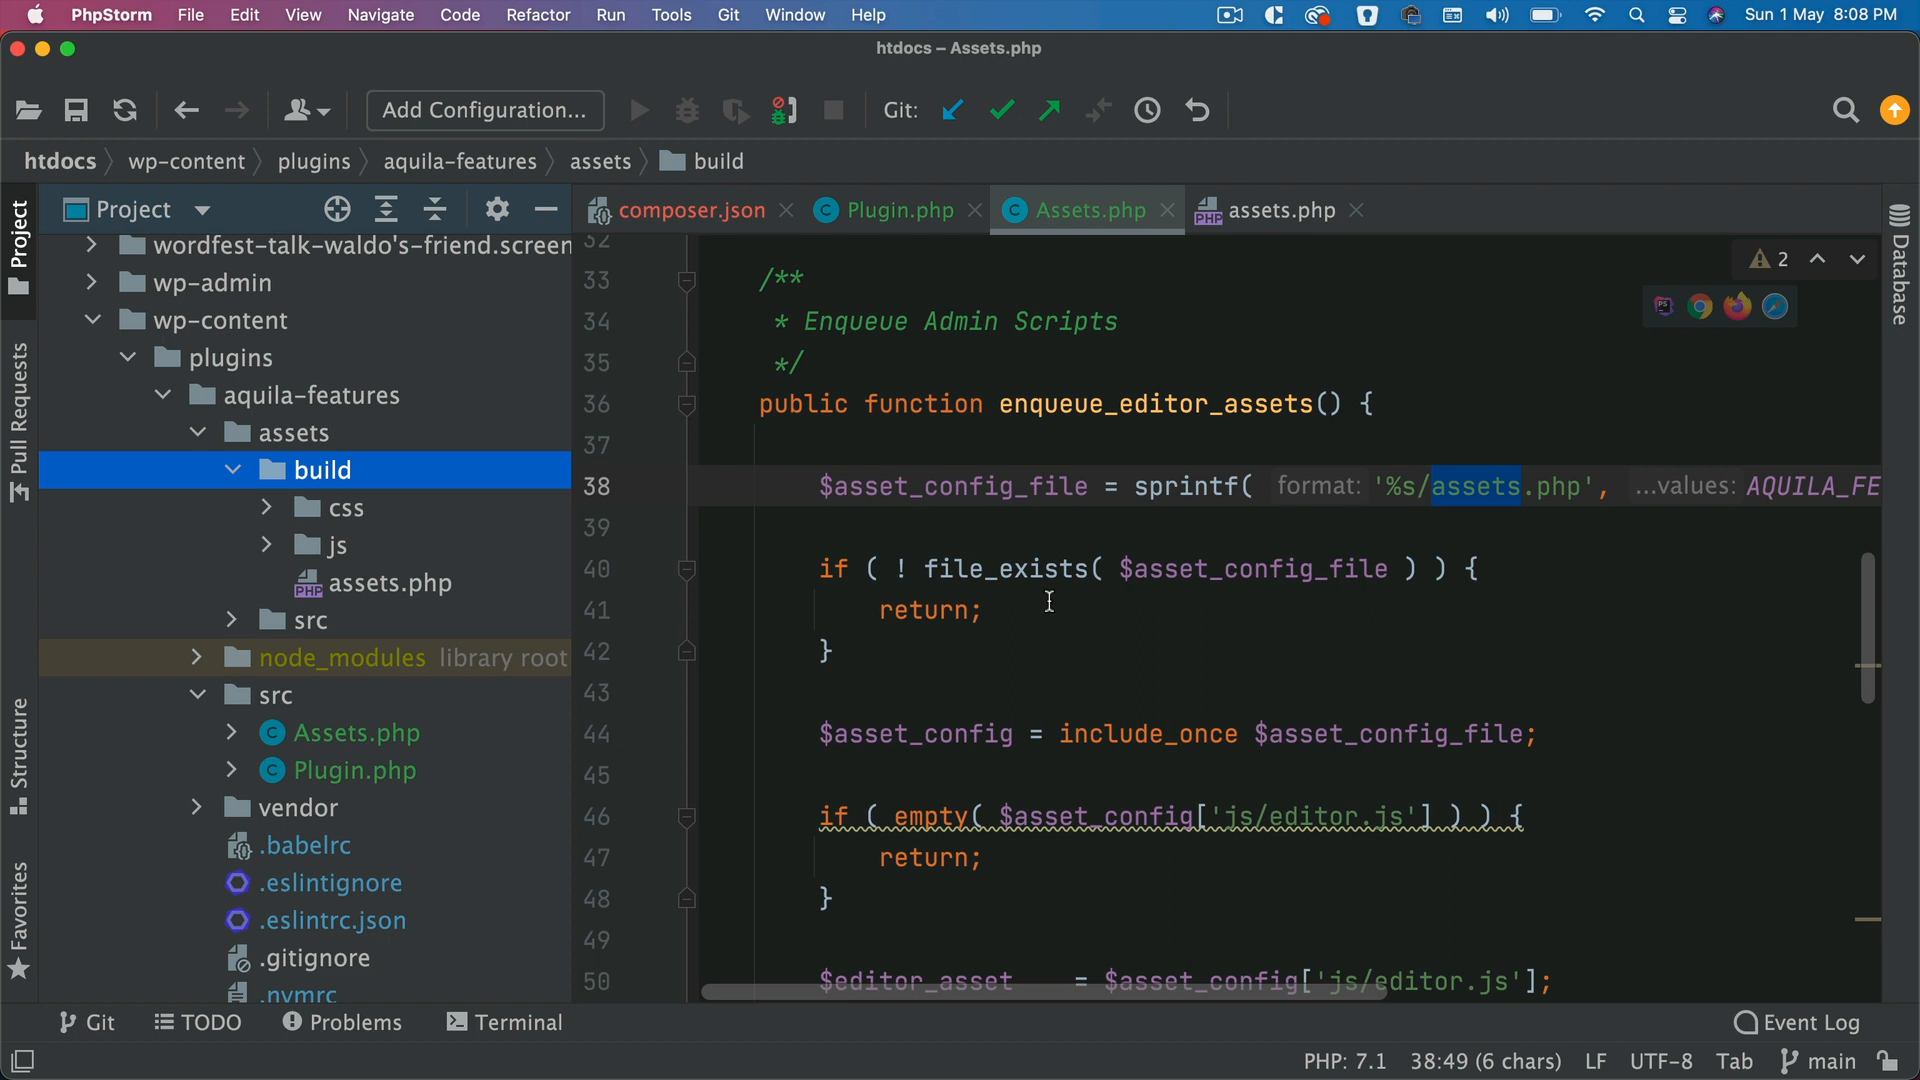 PhpStorm File Edit View Navigate Code Refactor Run Tools Git Window Help Sun 1 May 8:08 PM
htdocs – Assets.php
Add Configuration... Git:
htdocs wp-content plugins aquila-features assets build
Project
composer.json Plugin.php Assets.php assets.php
Project
Pull Requests
Structure
Favorites
Database
wordfest-talk-waldo's-friend.screen
wp-admin
wp-content
plugins
aquila-features
assets
build
css
js
PHP assets.php
src
node_modules library root
src
C Assets.php
C Plugin.php
vendor
.babelrc
.eslintignore
.eslintrc.json
.gitignore
.nvmrc
2
32
33 /**
34 * Enqueue Admin Scripts
35 */
36 public function enqueue_editor_assets() {
37
38 $asset_config_file = sprintf( format: '%s/assets.php', ...values: AQUILA_FE
39
40 if ( ! file_exists( $asset_config_file ) ) {
41 return;
42 }
43
44 $asset_config = include_once $asset_config_file;
45
46 if ( empty( $asset_config['js/editor.js'] ) ) {
47 return;
48 }
49
50 $editor_asset = $asset_config['js/editor.js'];
Git TODO Problems Terminal Event Log
PHP: 7.1 38:49 (6 chars) LF UTF-8 Tab main